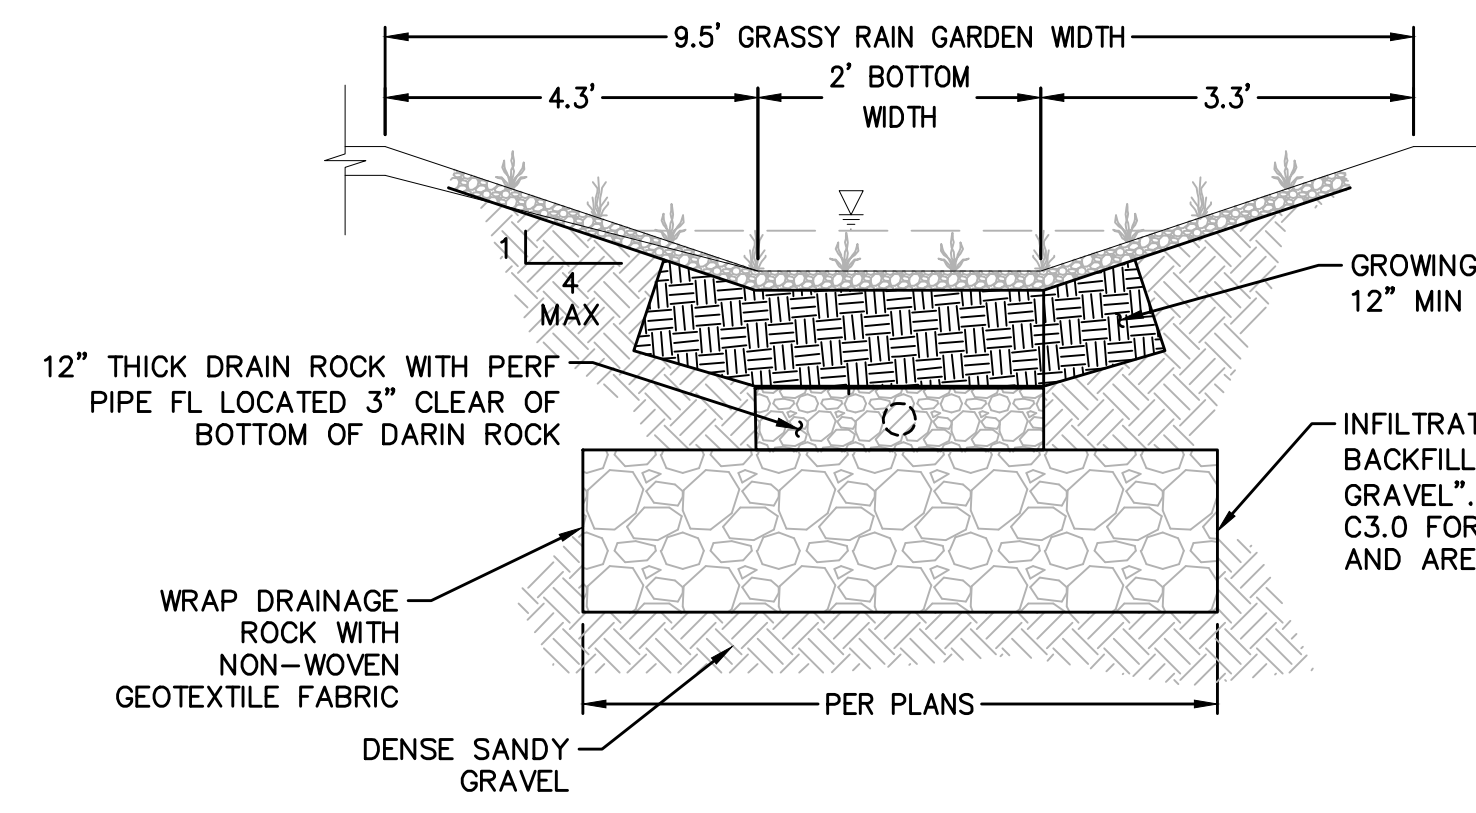 9.5' GRASSY RAIN GARDEN WIDTH
4.3'
2' BOTTOM
WIDTH
3.3'
1
4
MAX
GROWING
12" MIN
12" THICK DRAIN ROCK WITH PERF
PIPE FL LOCATED 3" CLEAR OF
BOTTOM OF DARIN ROCK
INFILTRAT
BACKFILL
GRAVEL".
C3.0 FOR
AND ARE
WRAP DRAINAGE
ROCK WITH
NON-WOVEN
GEOTEXTILE FABRIC
PER PLANS
DENSE SANDY
GRAVEL